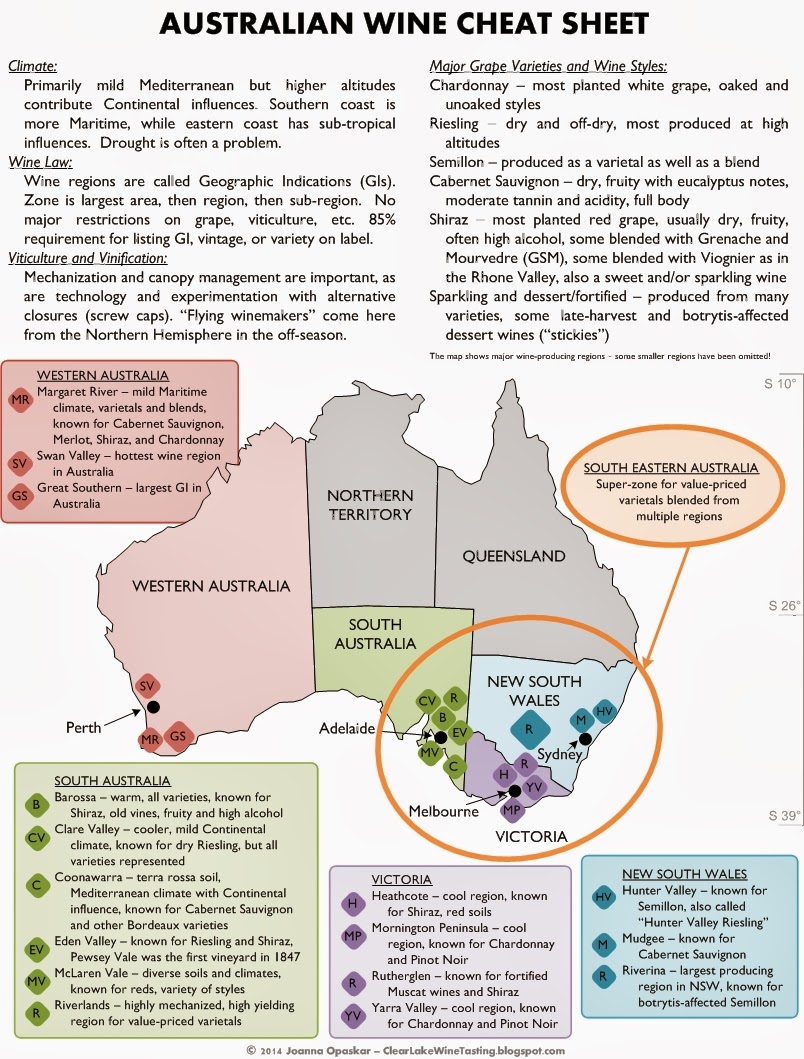 AUSTRALIAN WINE CHEAT SHEET
Climate:
Primarily mild Mediterranean but higher altitudes
contribute Continental influences. Southern coast is
more Maritime, while eastern coast has sub-tropical
influences. Drought is often a problem.
Wine Law:
Wine regions are called Geographic Indications (GIs).
Zone is largest area, then region, then sub-region. No
major restrictions on grape, viticulture, etc. 85%
requirement for listing GI, vintage, or variety on label.
Viticulture and Vinification:
Mechanization and canopy management are important, as
are technology and experimentation with alternative
closures (screw caps). “Flying winemakers” come here
from the Northern Hemisphere in the off-season.
Major Grape Varieties and Wine Styles:
Chardonnay – most planted white grape, oaked and
unoaked styles
Riesling – dry and off-dry, most produced at high
altitudes
Semillon – produced as a varietal as well as a blend
Cabernet Sauvignon – dry, fruity with eucalyptus notes,
moderate tannin and acidity, full body
Shiraz – most planted red grape, usually dry, fruity,
often high alcohol, some blended with Grenache and
Mourvedre (GSM), some blended with Viognier as in
the Rhone Valley, also a sweet and/or sparkling wine
Sparkling and dessert/fortified – produced from many
varieties, some late-harvest and botrytis-affected
dessert wines (“stickies”)
The map shows major wine-producing regions – some smaller regions have been omitted!
WESTERN AUSTRALIA
MR Margaret River – mild Maritime
climate, varietals and blends,
known for Cabernet Sauvignon,
Merlot, Shiraz, and Chardonnay
SV Swan Valley – hottest wine region
in Australia
GS Great Southern – largest GI in
Australia
S 10°
SOUTH EASTERN AUSTRALIA
Super-zone for value-priced
varietals blended from
multiple regions
NORTHERN
TERRITORY
QUEENSLAND
WESTERN AUSTRALIA
S 26°
SOUTH
AUSTRALIA
NEW SOUTH
WALES
SV
Perth
MR
GS
CV
R
B
EV
Adelaide
MV
C
R
M
HV
Sydney
H
R
YV
MP
Melbourne
VICTORIA
S 39°
SOUTH AUSTRALIA
B Barossa – warm, all varieties, known for
Shiraz, old vines, fruity and high alcohol
CV Clare Valley – cooler, mild Continental
climate, known for dry Riesling, but all
varieties represented
C Coonawarra – terra rossa soil,
Mediterranean climate with Continental
influence, known for Cabernet Sauvignon
and other Bordeaux varieties
EV Eden Valley – known for Riesling and Shiraz,
Pewsey Vale was the first vineyard in 1847
MV McLaren Vale – diverse soils and climates,
known for reds, variety of styles
R Riverlands – highly mechanized, high yielding
region for value-priced varietals
VICTORIA
H Heathcote – cool region, known
for Shiraz, red soils
MP Mornington Peninsula – cool
region, known for Chardonnay
and Pinot Noir
R Rutherglen – known for fortified
Muscat wines and Shiraz
YV Yarra Valley – cool region, known
for Chardonnay and Pinot Noir
NEW SOUTH WALES
HV Hunter Valley – known for
Semillon, also called
“Hunter Valley Riesling”
M Mudgee – known for
Cabernet Sauvignon
R Riverina – largest producing
region in NSW, known for
botrytis-affected Semillon
© 2014 Joanna Opaskar – ClearLakeWineTasting.blogspot.com